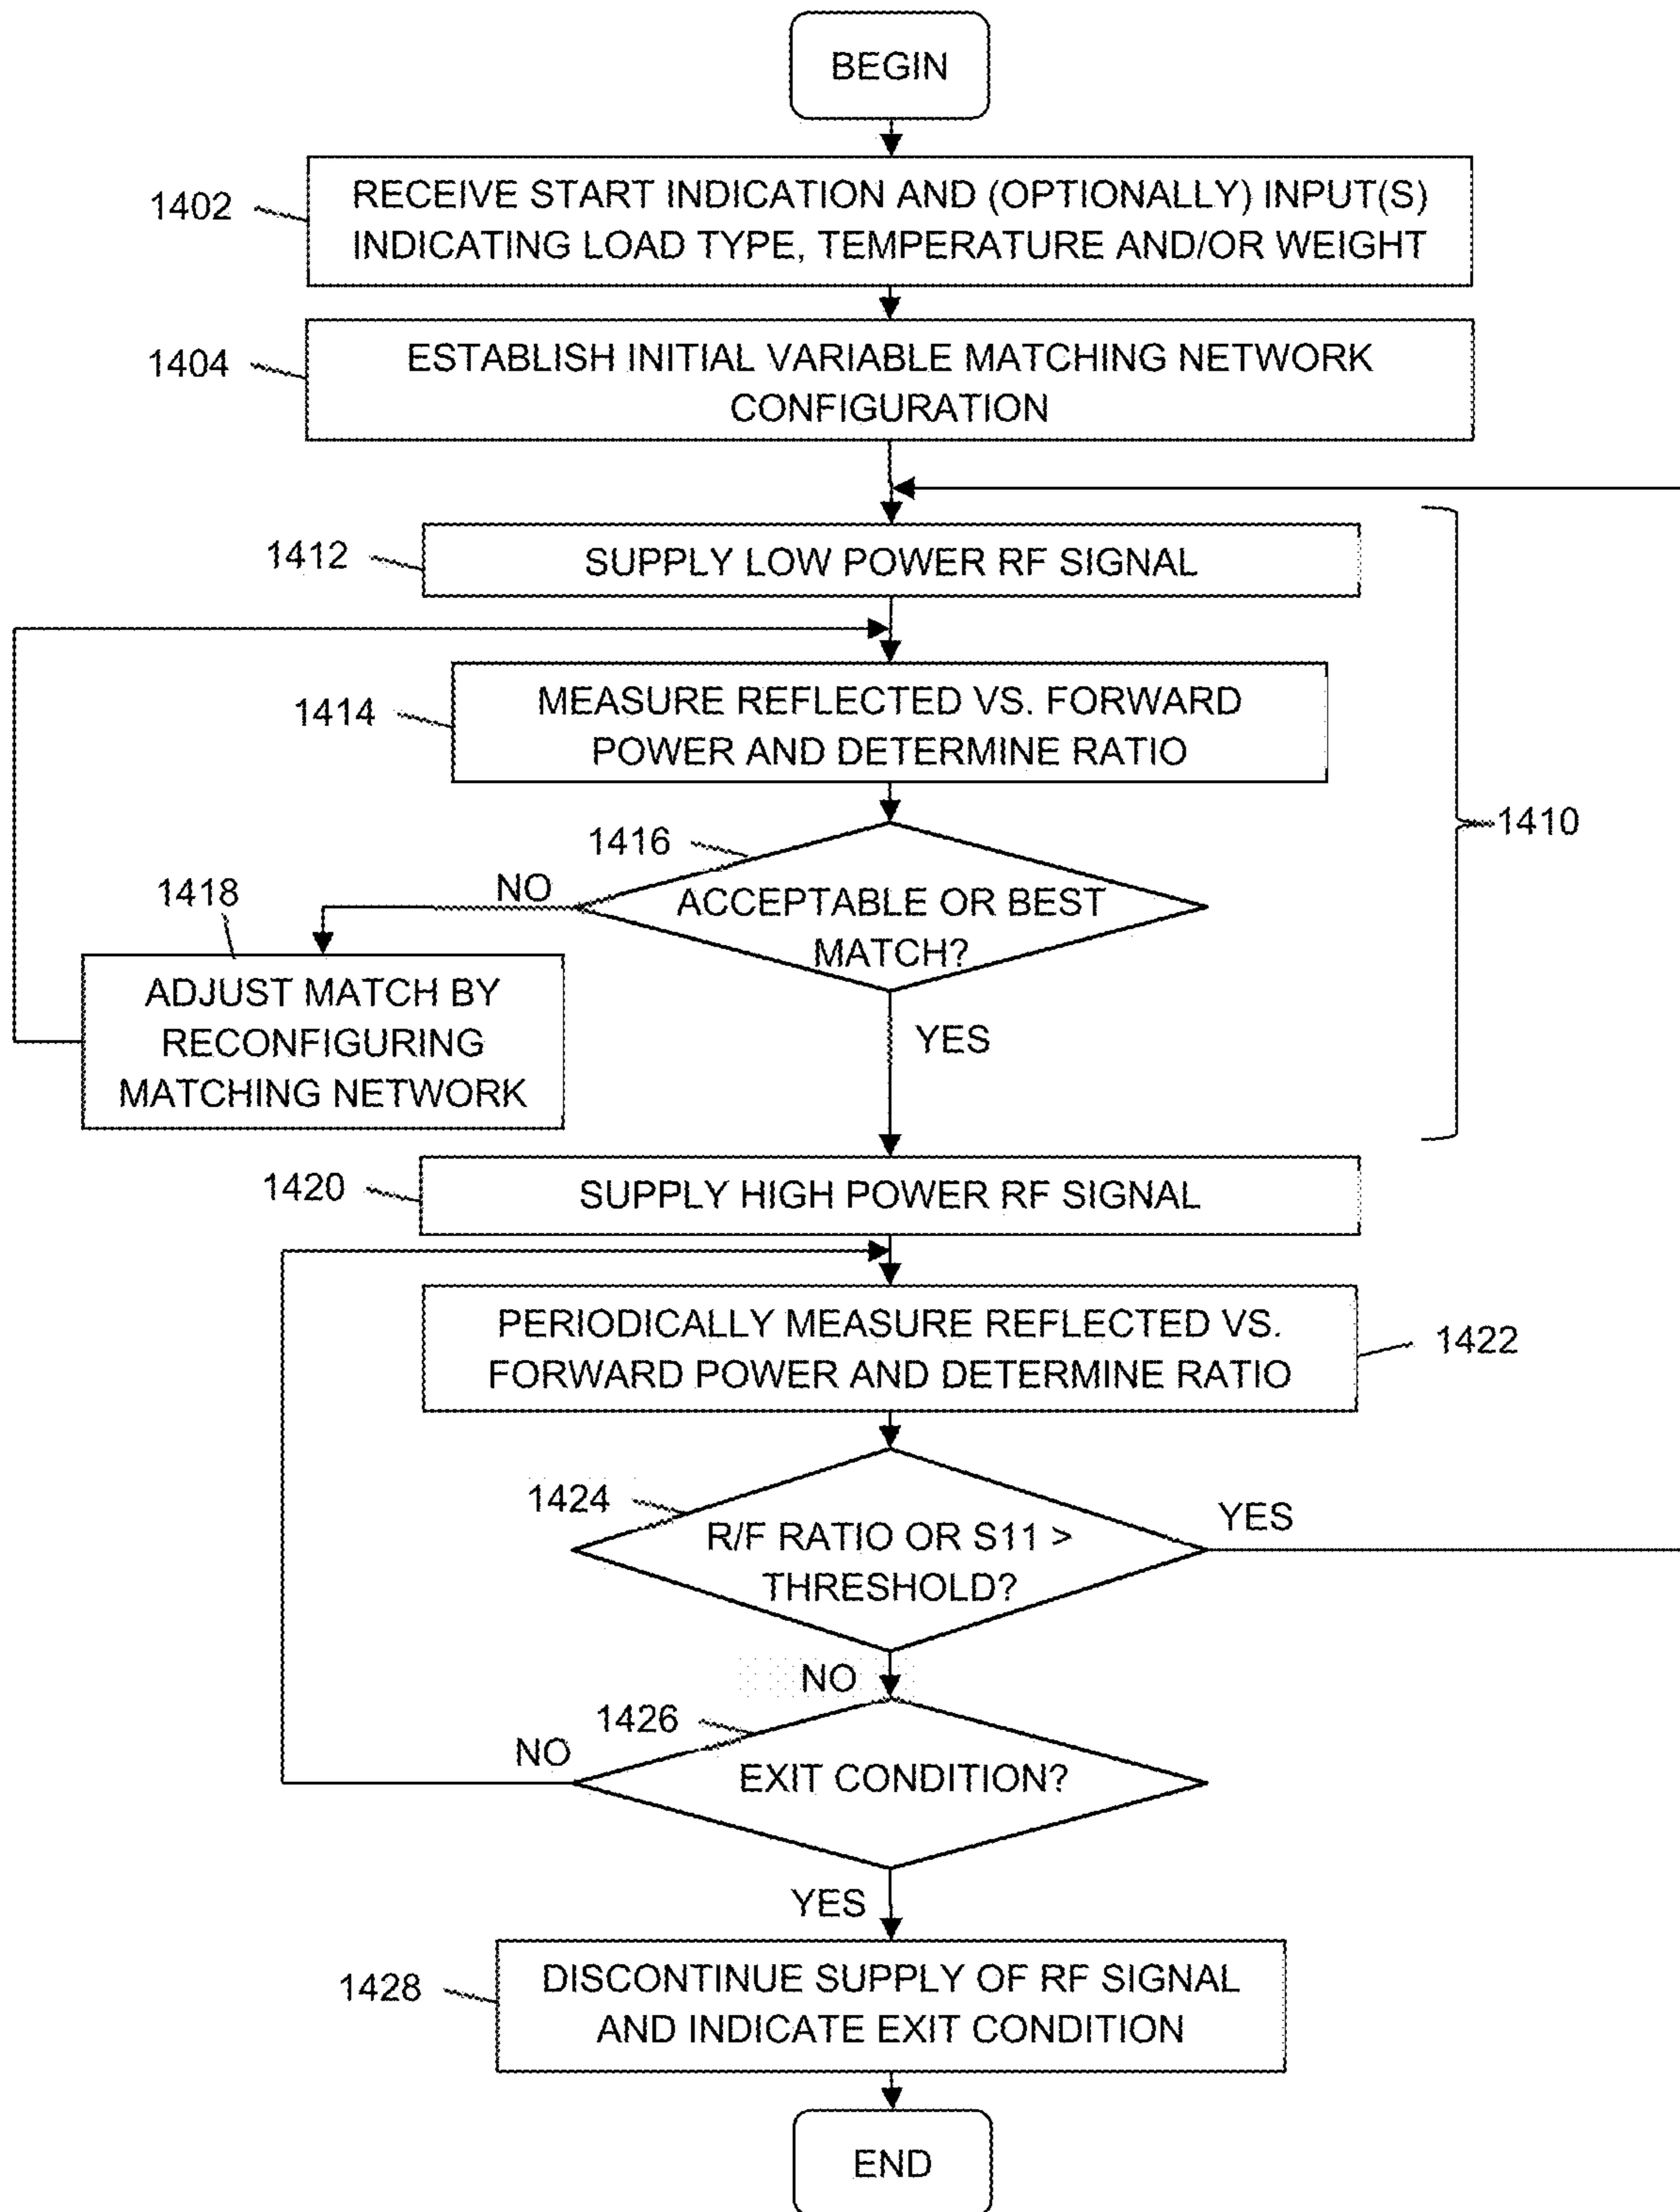 BEGIN
1402
RECEIVE START INDICATION AND (OPTIONALLY) INPUT(S)
INDICATING LOAD TYPE, TEMPERATURE AND/OR WEIGHT
1404
ESTABLISH INITIAL VARIABLE MATCHING NETWORK
CONFIGURATION
1412
SUPPLY LOW POWER RF SIGNAL
1414
MEASURE REFLECTED VS. FORWARD
POWER AND DETERMINE RATIO
1410
1416
ACCEPTABLE OR BEST
MATCH?
NO
1418
ADJUST MATCH BY
RECONFIGURING
MATCHING NETWORK
YES
1420
SUPPLY HIGH POWER RF SIGNAL
PERIODICALLY MEASURE REFLECTED VS.
FORWARD POWER AND DETERMINE RATIO
1422
1424
R/F RATIO OR S11 >
THRESHOLD?
YES
NO
1426
EXIT CONDITION?
NO
YES
1428
DISCONTINUE SUPPLY OF RF SIGNAL
AND INDICATE EXIT CONDITION
END